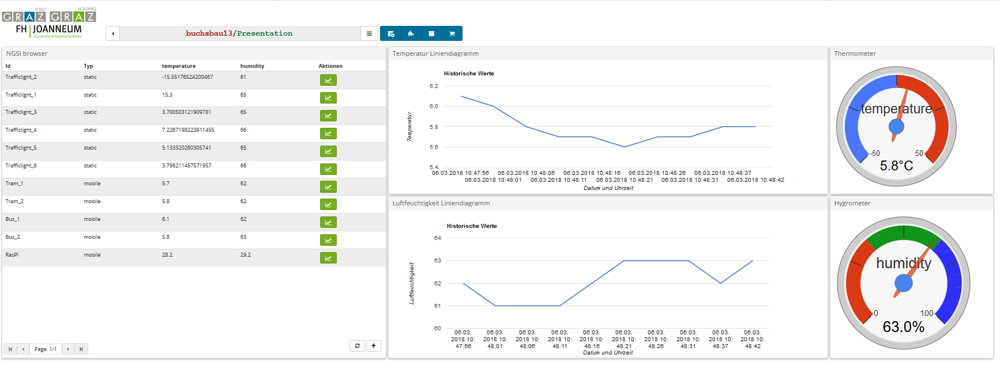 STADT HOLDING
GRAZ GRAZ
FH | JOANNEUM
University of Applied Sciences
buchsbau13/Presentation
NGSI browser
Id Typ temperature humidity Aktionen
Trafficlight_2 static -15.55176524200467 61
Trafficlight_1 static 15.3 65
Trafficlight_3 static 3.700503121909781 65
Trafficlight_4 static 7.2267198223911455 66
Trafficlight_5 static 5.133320260305741 65
Trafficlight_6 static 3.796211457571957 66
Tram_1 mobile 5.7 62
Tram_2 mobile 5.8 62
Bus_1 mobile 6.1 62
Bus_2 mobile 5.8 63
RasPi mobile 28.2 29.2
Page: 1/1
Temperatur Liniendiagramm
Historische Werte
6.2
6.0
5.8
5.6
5.4
Temperatur
06.03.2018 10:47:56 06.03.2018 10:48:06 06.03.2018 10:48:16 06.03.2018 10:48:26 06.03.2018 10:48:37
06.03.2018 10:48:01 06.03.2018 10:48:11 06.03.2018 10:48:21 06.03.2018 10:48:31 06.03.2018 10:48:42
Datum und Uhrzeit
Thermometer
temperature
-50 50
5.8°C
Luftfeuchtigkeit Liniendiagramm
Historische Werte
64
63
62
61
60
Luftfeuchtigkeit
06.03. 06.03. 06.03. 06.03. 06.03. 06.03. 06.03. 06.03. 06.03. 06.03.
2018 10: 2018 10: 2018 10: 2018 10: 2018 10: 2018 10: 2018 10: 2018 10: 2018 10: 2018 10:
47:56 48:01 48:06 48:11 48:16 48:21 48:26 48:31 48:37 48:42
Datum und Uhrzeit
Hygrometer
humidity
0 100
63.0%